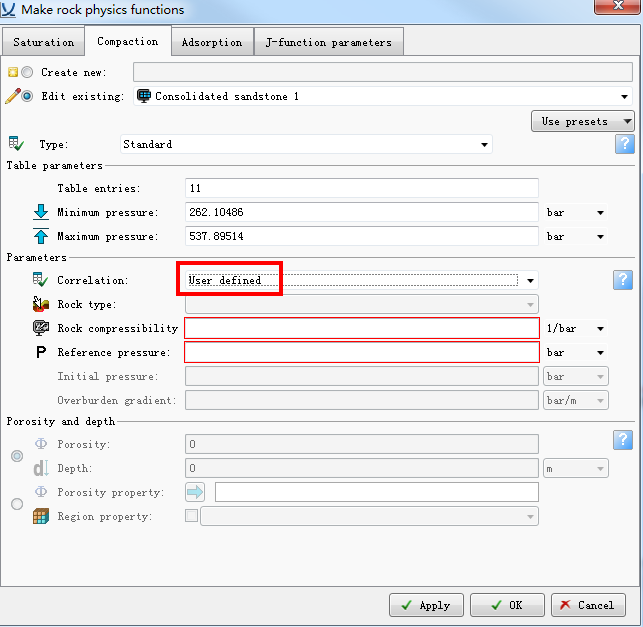 Make rock physics functions
Saturation Compaction Adsorption J-function parameters
Create new:
Edit existing: Consolidated sandstone 1
Use presets
Type: Standard ?
Table parameters
Table entries: 11
Minimum pressure: 262.10486 bar
Maximum pressure: 537.89514 bar
Parameters
Correlation: User defined ?
Rock type:
Rock compressibility 1/bar
P Reference pressure: bar
Initial pressure: bar
Overburden gradient: bar/m
Porosity and depth
Φ Porosity: 0 ?
d Depth: 0 m
Φ Porosity property:
Region property:
Apply OK Cancel